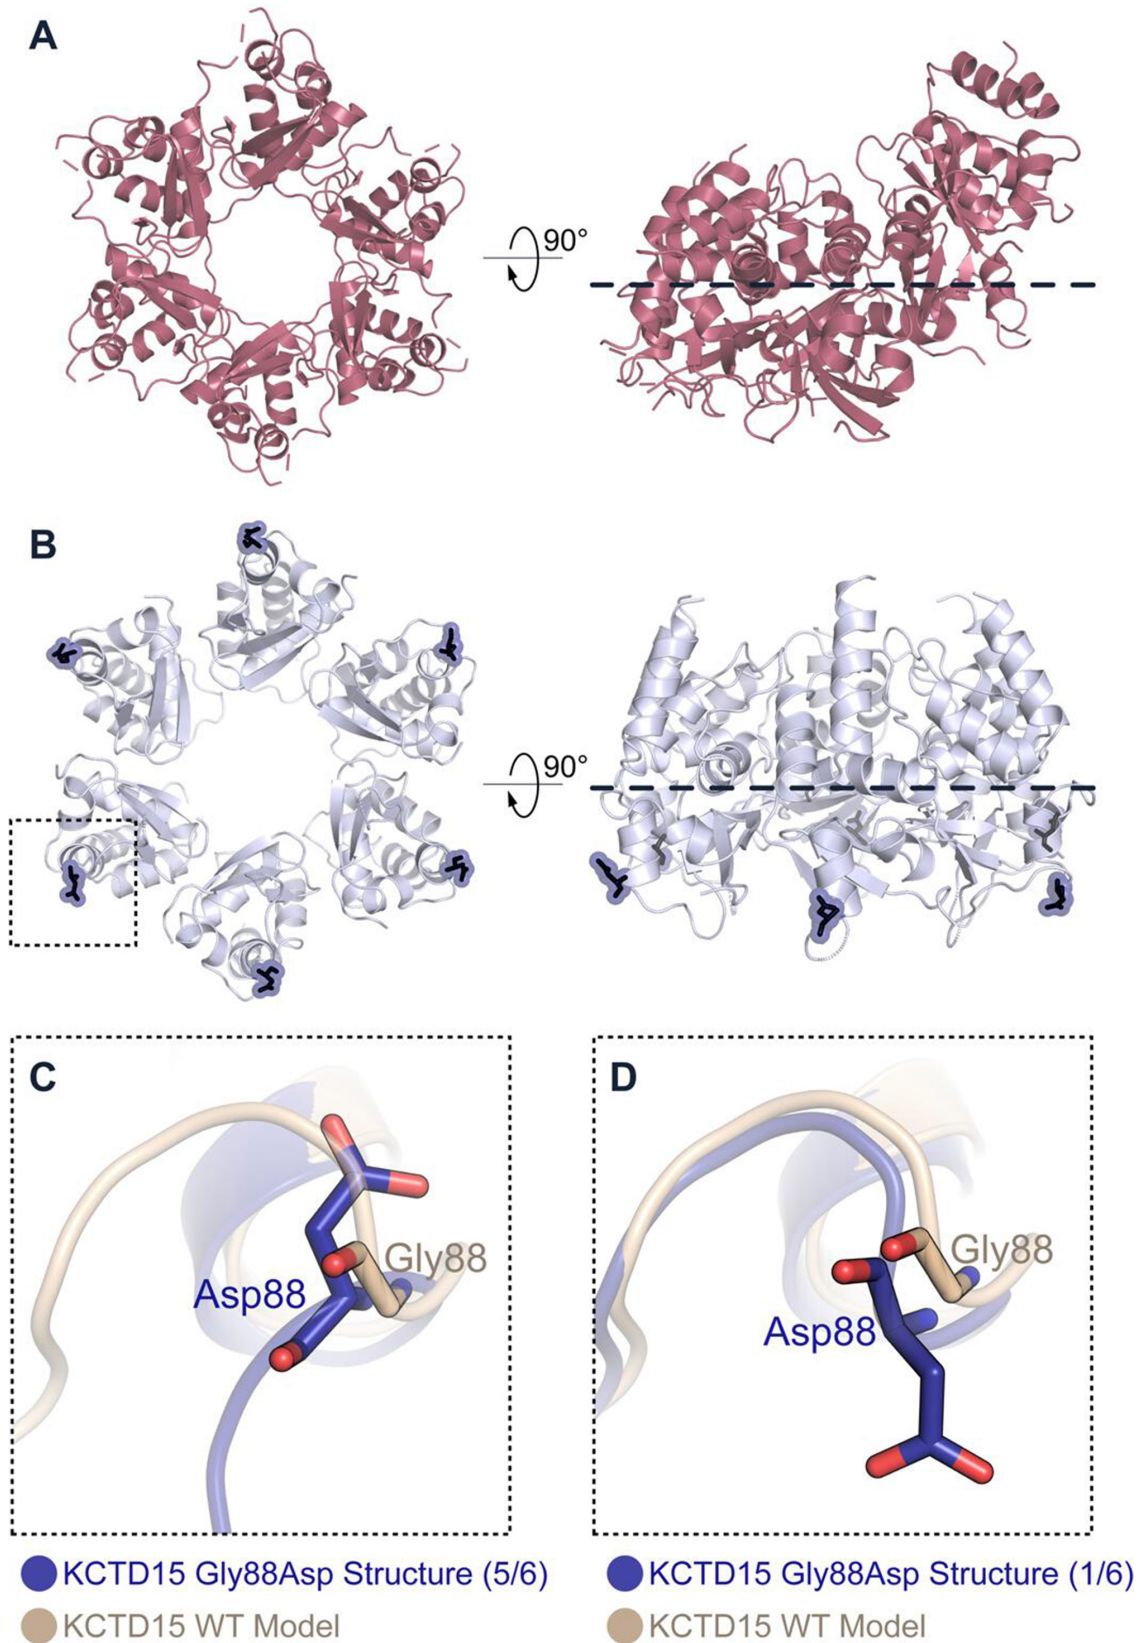 A
90°
B
90°
C
D
Gly88
Asp88
Gly88
Asp88
KCTD15 Gly88Asp Structure (5/6)
KCTD15 Gly88Asp Structure (1/6)
KCTD15 WT Model
KCTD15 WT Model